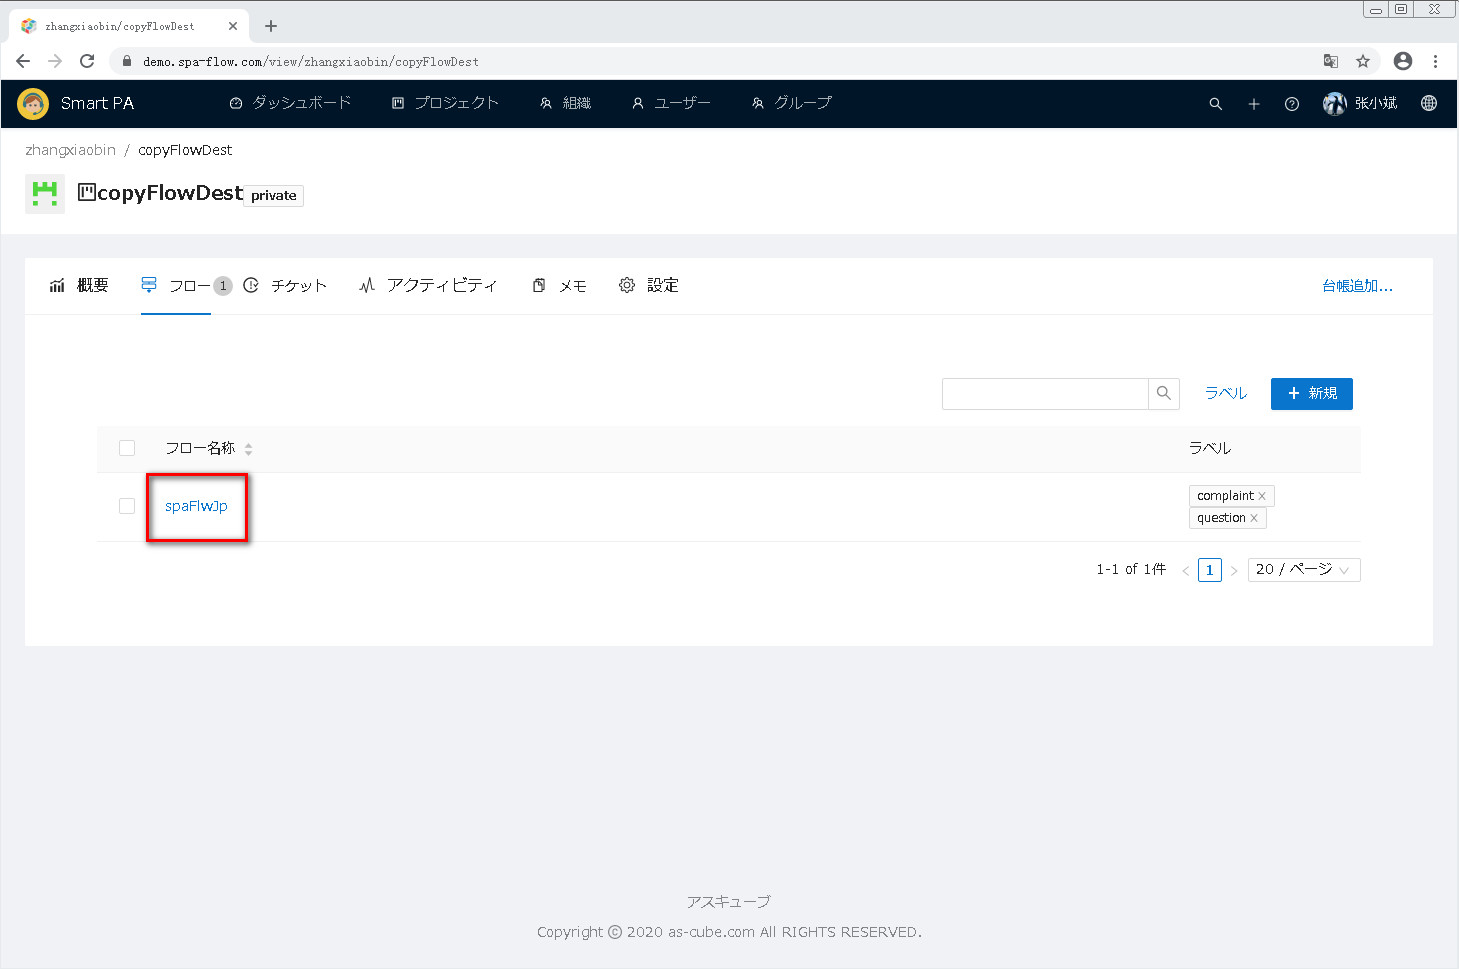 zhangxiaobin/copyFlowDest
demo.spa-flow.com/view/zhangxiaobin/copyFlowDest
Smart PA ダッシュボード プロジェクト 組織 ユーザー グループ 张小斌
zhangxiaobin / copyFlowDest
copyFlowDest private
概要 フロー 1 チケット アクティビティ メモ 設定 台帳追加...
ラベル + 新規
フロー名称 ラベル
spaFlwJp complaint
question
1-1 of 1件 < 1 > 20 / ページ
アスキューブ
Copyright © 2020 as-cube.com All RIGHTS RESERVED.